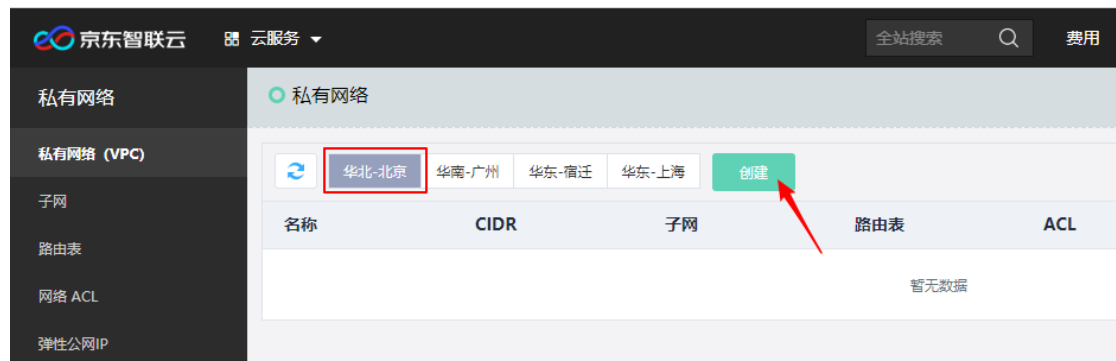 京东智联云 云服务 全站搜索 费用
私有网络 私有网络
私有网络 (VPC)
华北-北京 华南-广州 华东-宿迁 华东-上海 创建
子网
名称 CIDR 子网 路由表 ACL
路由表
暂无数据
网络 ACL
弹性公网IP